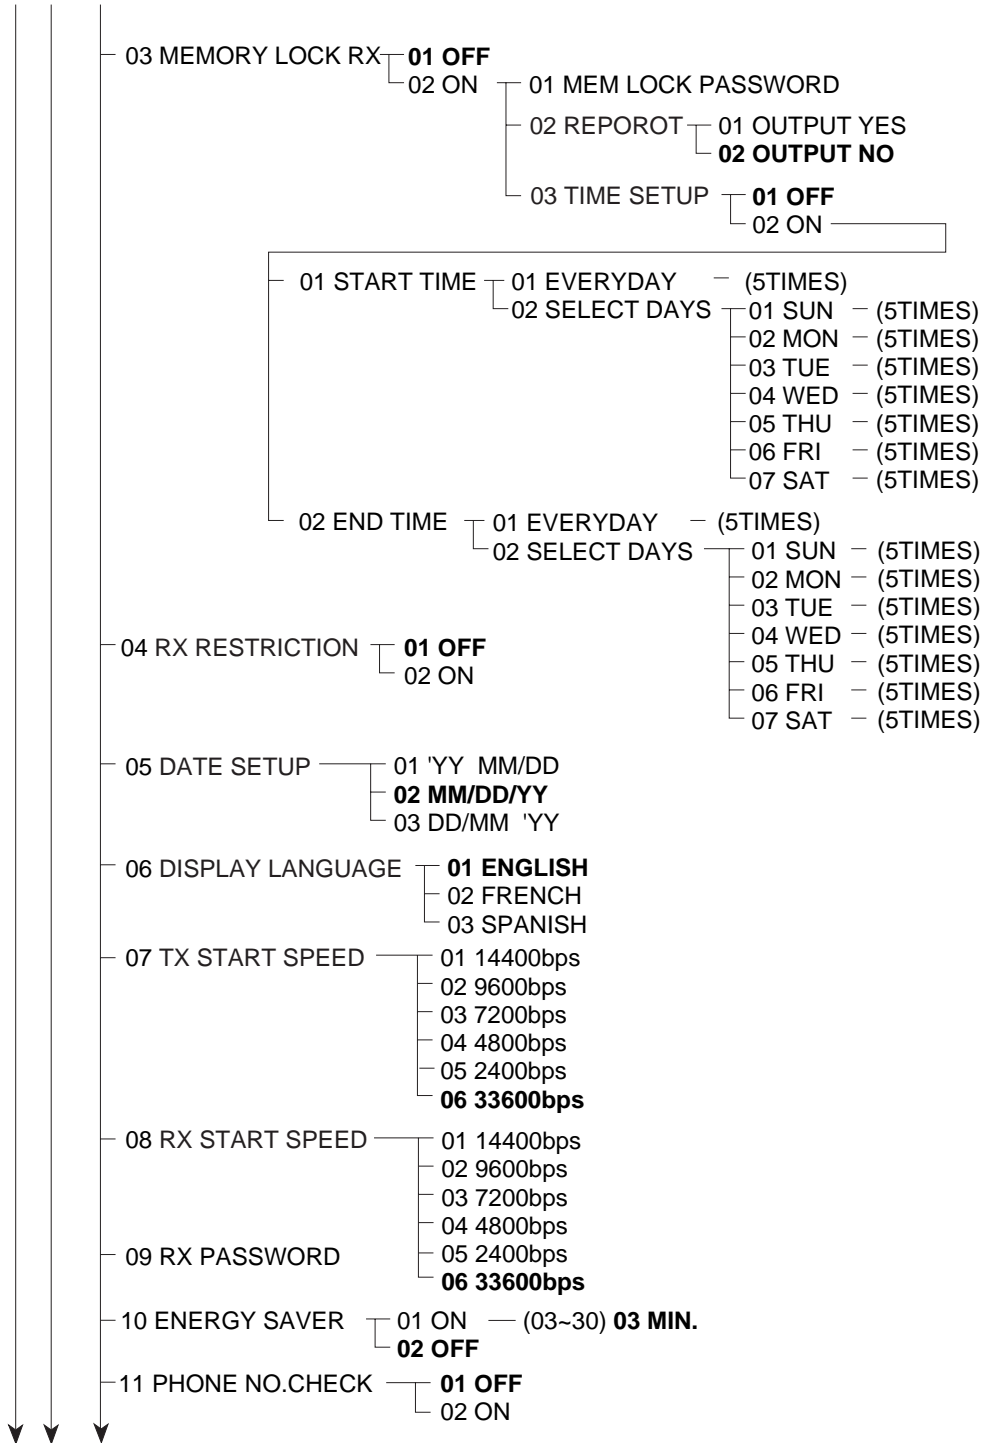 03 MEMORY LOCK RX 01 OFF
02 ON 01 MEM LOCK PASSWORD
02 REPOROT 01 OUTPUT YES
02 OUTPUT NO
03 TIME SETUP 01 OFF
02 ON
01 START TIME 01 EVERYDAY (5TIMES)
02 SELECT DAYS 01 SUN (5TIMES)
02 MON (5TIMES)
03 TUE (5TIMES)
04 WED (5TIMES)
05 THU (5TIMES)
06 FRI (5TIMES)
07 SAT (5TIMES)
02 END TIME 01 EVERYDAY (5TIMES)
02 SELECT DAYS 01 SUN (5TIMES)
02 MON (5TIMES)
03 TUE (5TIMES)
04 WED (5TIMES)
05 THU (5TIMES)
06 FRI (5TIMES)
07 SAT (5TIMES)
04 RX RESTRICTION 01 OFF
02 ON
05 DATE SETUP 01 'YY MM/DD
02 MM/DD/YY
03 DD/MM 'YY
06 DISPLAY LANGUAGE 01 ENGLISH
02 FRENCH
03 SPANISH
07 TX START SPEED 01 14400bps
02 9600bps
03 7200bps
04 4800bps
05 2400bps
06 33600bps
08 RX START SPEED 01 14400bps
02 9600bps
03 7200bps
04 4800bps
05 2400bps
06 33600bps
09 RX PASSWORD
10 ENERGY SAVER 01 ON (03~30) 03 MIN.
02 OFF
11 PHONE NO.CHECK 01 OFF
02 ON